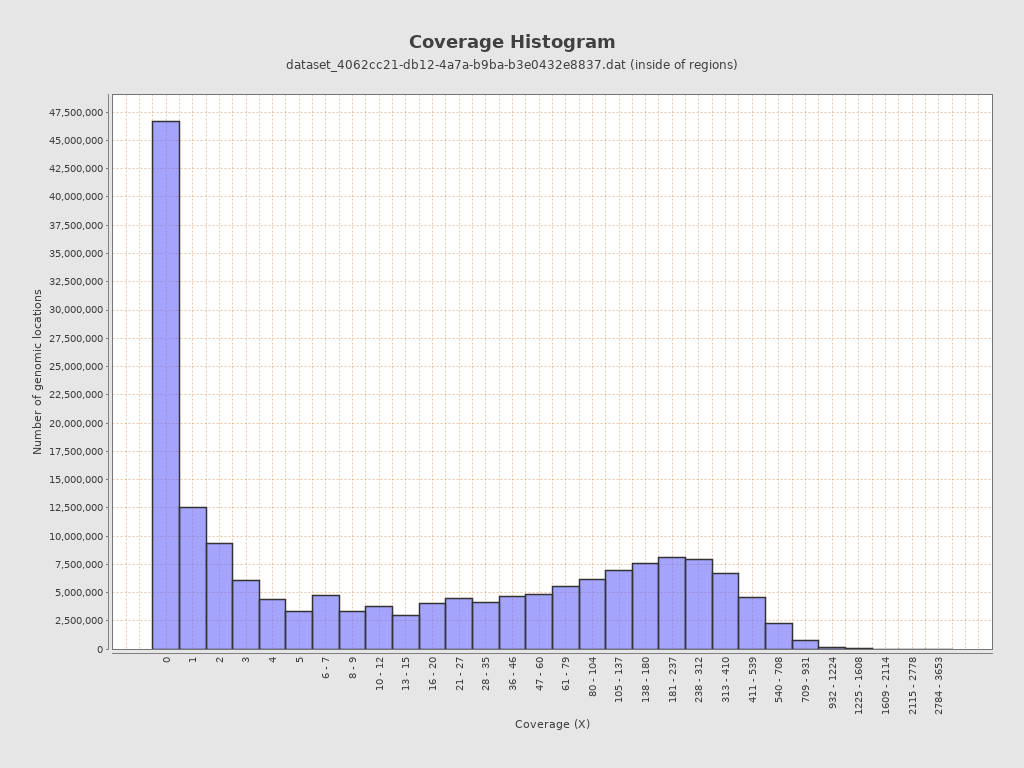 Coverage Histogram
dataset_4062cc21-db12-4a7a-b9ba-b3e0432e8837.dat (inside of regions)
Number of genomic locations
47,500,000
45,000,000
42,500,000
40,000,000
37,500,000
35,000,000
32,500,000
30,000,000
27,500,000
25,000,000
22,500,000
20,000,000
17,500,000
15,000,000
12,500,000
10,000,000
7,500,000
5,000,000
2,500,000
0
0
1
2
3
4
5
6 - 7
8 - 9
10 - 12
13 - 15
16 - 20
21 - 27
28 - 35
36 - 46
47 - 60
61 - 79
80 - 104
105 - 137
138 - 180
181 - 237
238 - 312
313 - 410
411 - 539
540 - 708
709 - 931
932 - 1224
1225 - 1608
1609 - 2114
2115 - 2778
2784 - 3653
Coverage (X)